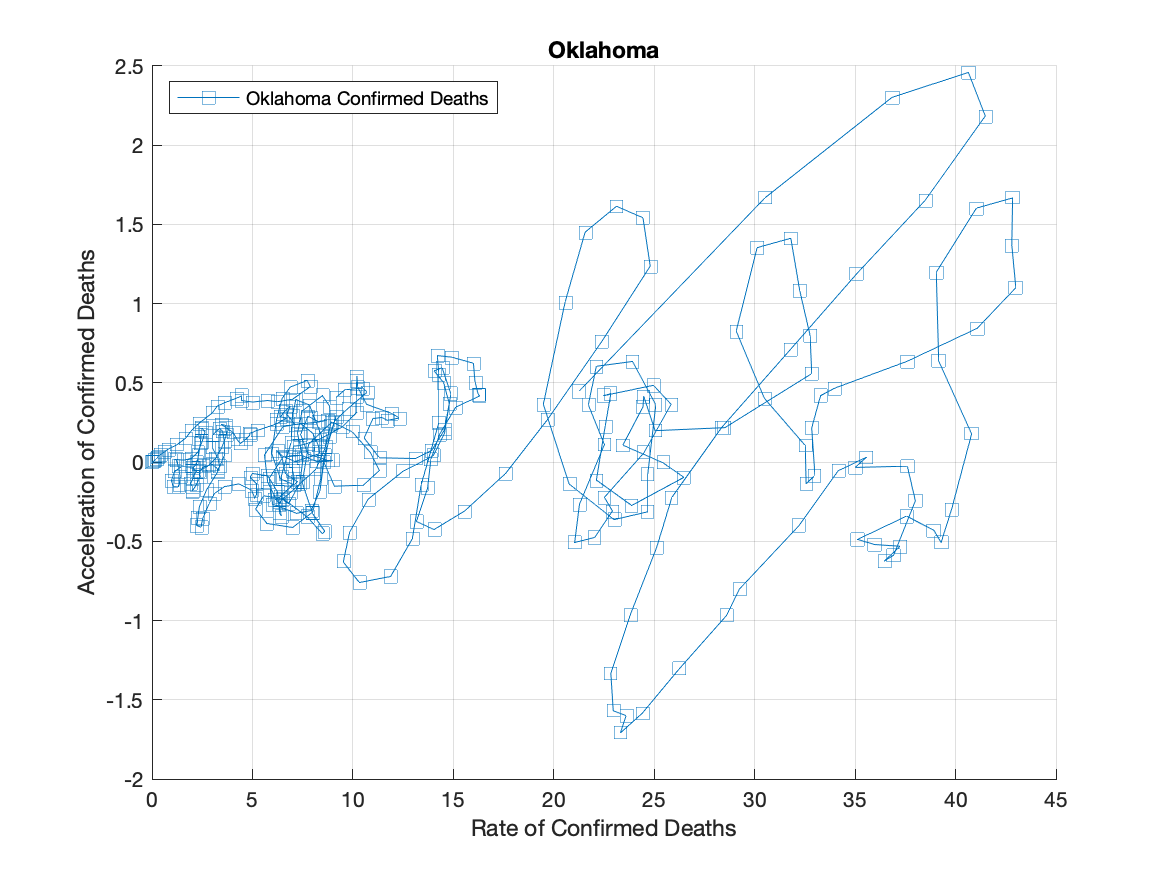 Oklahoma
Oklahoma Confirmed Deaths
2.5
2
1.5
1
0.5
0
-0.5
-1
-1.5
-2
Acceleration of Confirmed Deaths
0 5 10 15 20 25 30 35 40 45
Rate of Confirmed Deaths